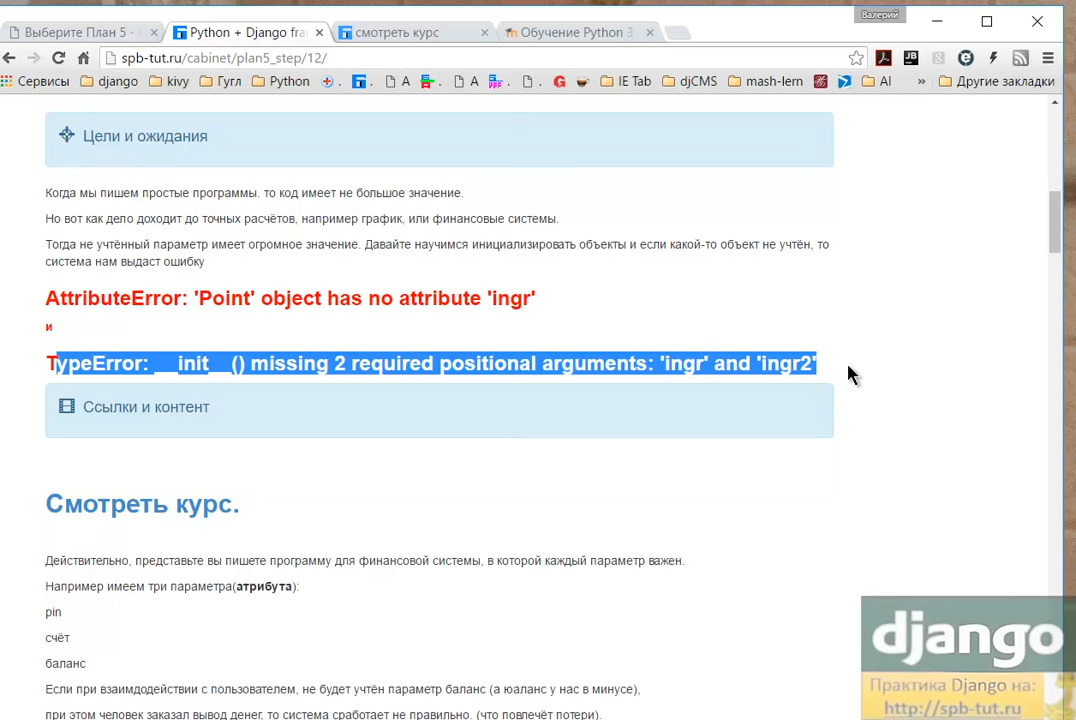 Валерий
Выберите План 5 -
Python + Django fra
смотреть курс
Обучение Python 3
spb-tut.ru/cabinet/plan5_step/12/
Сервисы django kivy Гугл Python . . A . A . . G IE Tab djCMS mash-lern AI » Другие закладки
Цели и ожидания
Когда мы пишем простые программы. то код имеет не большое значение.
Но вот как дело доходит до точных расчётов, например график, или финансовые системы.
Тогда не учтённый параметр имеет огромное значение. Давайте научимся инициализировать объекты и если какой-то объект не учтён, то
система нам выдаст ошибку
AttributeError: 'Point' object has no attribute 'ingr'
и
TypeError: __init__() missing 2 required positional arguments: 'ingr' and 'ingr2'
Ссылки и контент
Смотреть курс.
Действительно, представьте вы пишете программу для финансовой системы, в которой каждый параметр важен.
Например имеем три параметра(атрибута):
pin
счёт
баланс
Если при взаимдодействии с пользователем, не будет учтён параметр баланс (а юаланс у нас в минусе),
при этом человек заказал вывод денег, то система сработает не правильно. (что повлечёт потери).
django
Практика Django на:
http://spb-tut.ru